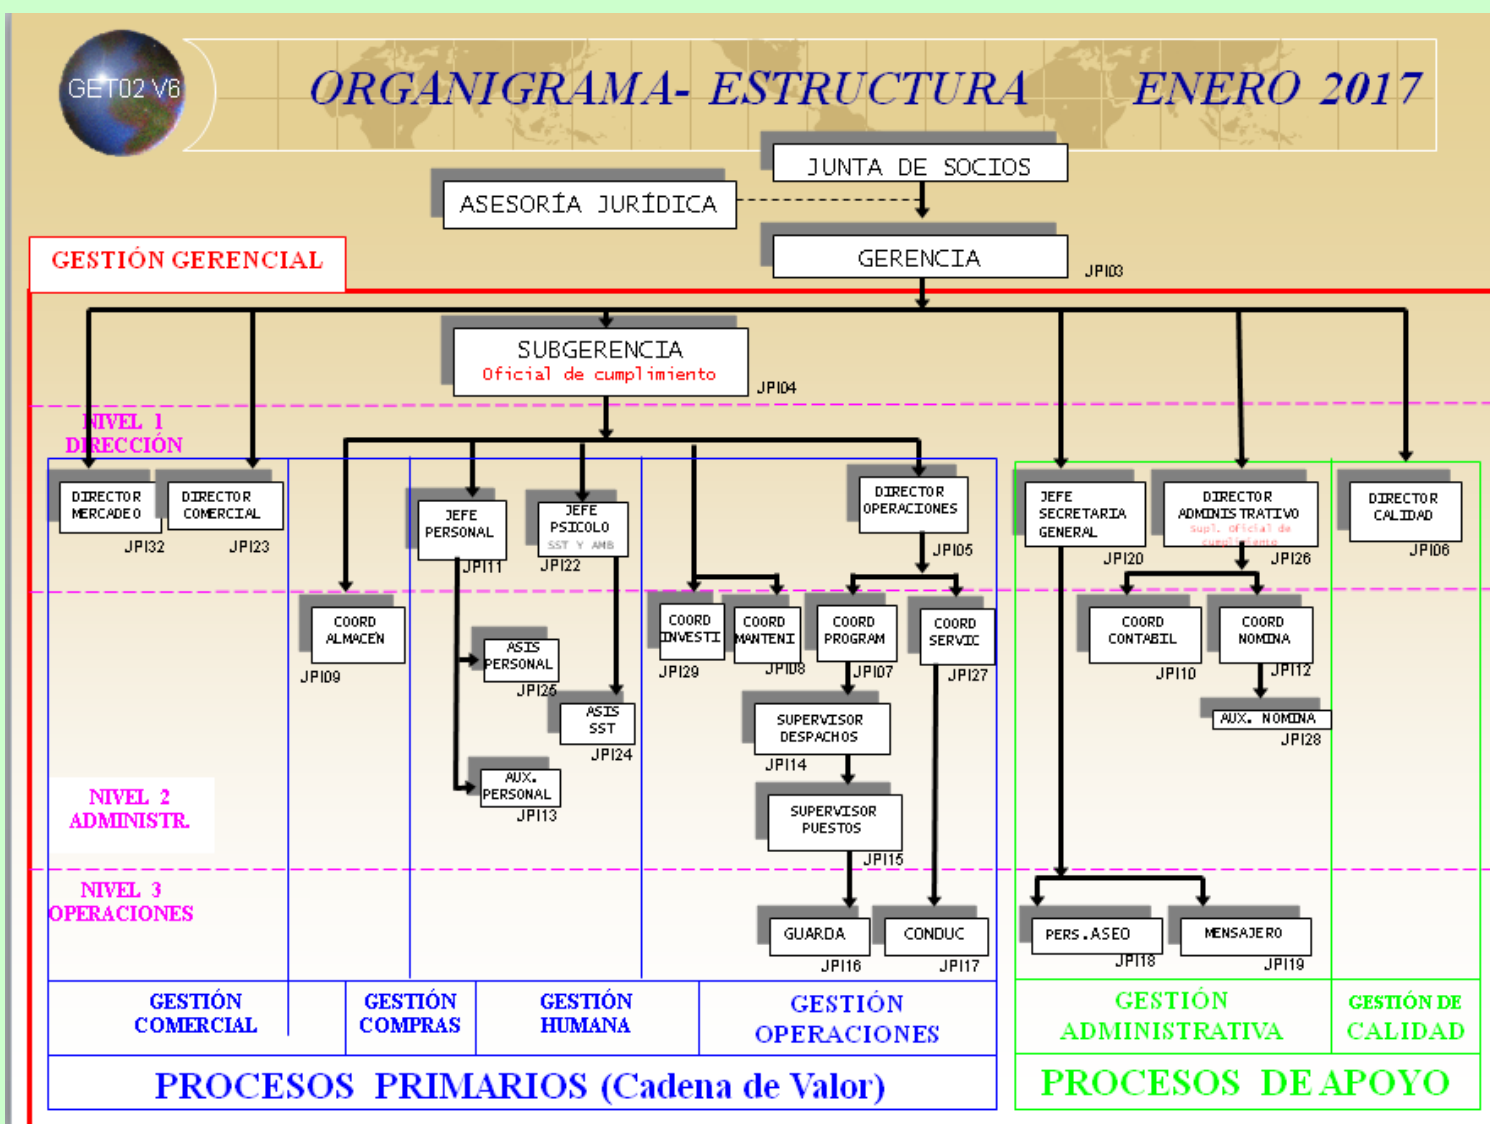 GET02 V6
ORGANIGRAMA- ESTRUCTURA ENERO 2017
JUNTA DE SOCIOS
ASESORÍA JURÍDICA
GERENCIA
JPI03
GESTIÓN GERENCIAL
SUBGERENCIA
Oficial de cumplimiento
JPI04
NIVEL 1
DIRECCIÓN
DIRECTOR
MERCADEO
JPI32
DIRECTOR
COMERCIAL
JPI23
JEFE
PERSONAL
JPI11
JEFE
PSICOLO
SST Y AMB
JPI22
DIRECTOR
OPERACIONES
JPI05
JEFE
SECRETARIA
GENERAL
JPI20
DIRECTOR
ADMINISTRATIVO
Supl. Oficial de
cumplimiento
JPI26
DIRECTOR
CALIDAD
JPI06
COORD
ALMACÉN
JPI09
ASIS
PERSONAL
JPI25
ASIS
SST
JPI24
AUX.
PERSONAL
JPI13
COORD
INVESTI
JPI29
COORD
MANTENI
JPI08
COORD
PROGRAM
JPI07
COORD
SERVIC
JPI27
SUPERVISOR
DESPACHOS
JPI14
SUPERVISOR
PUESTOS
JPI15
COORD
CONTABIL
JPI10
COORD
NOMINA
JPI12
AUX. NOMINA
JPI28
NIVEL 2
ADMINISTR.
NIVEL 3
OPERACIONES
GUARDA
JPI16
CONDUC
JPI17
PERS.ASEO
JPI18
MENSAJERO
JPI19
GESTIÓN
COMERCIAL
GESTIÓN
COMPRAS
GESTIÓN
HUMANA
GESTIÓN
OPERACIONES
GESTIÓN
ADMINISTRATIVA
GESTIÓN DE
CALIDAD
PROCESOS PRIMARIOS (Cadena de Valor)
PROCESOS DE APOYO